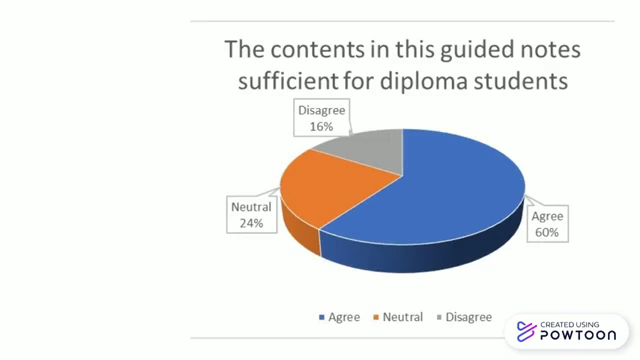 The contents in this guided notes
sufficient for diploma students
Disagree
16%
Neutral
24%
Agree
60%
Agree Neutral Disagree
CREATED USING
POWTOON